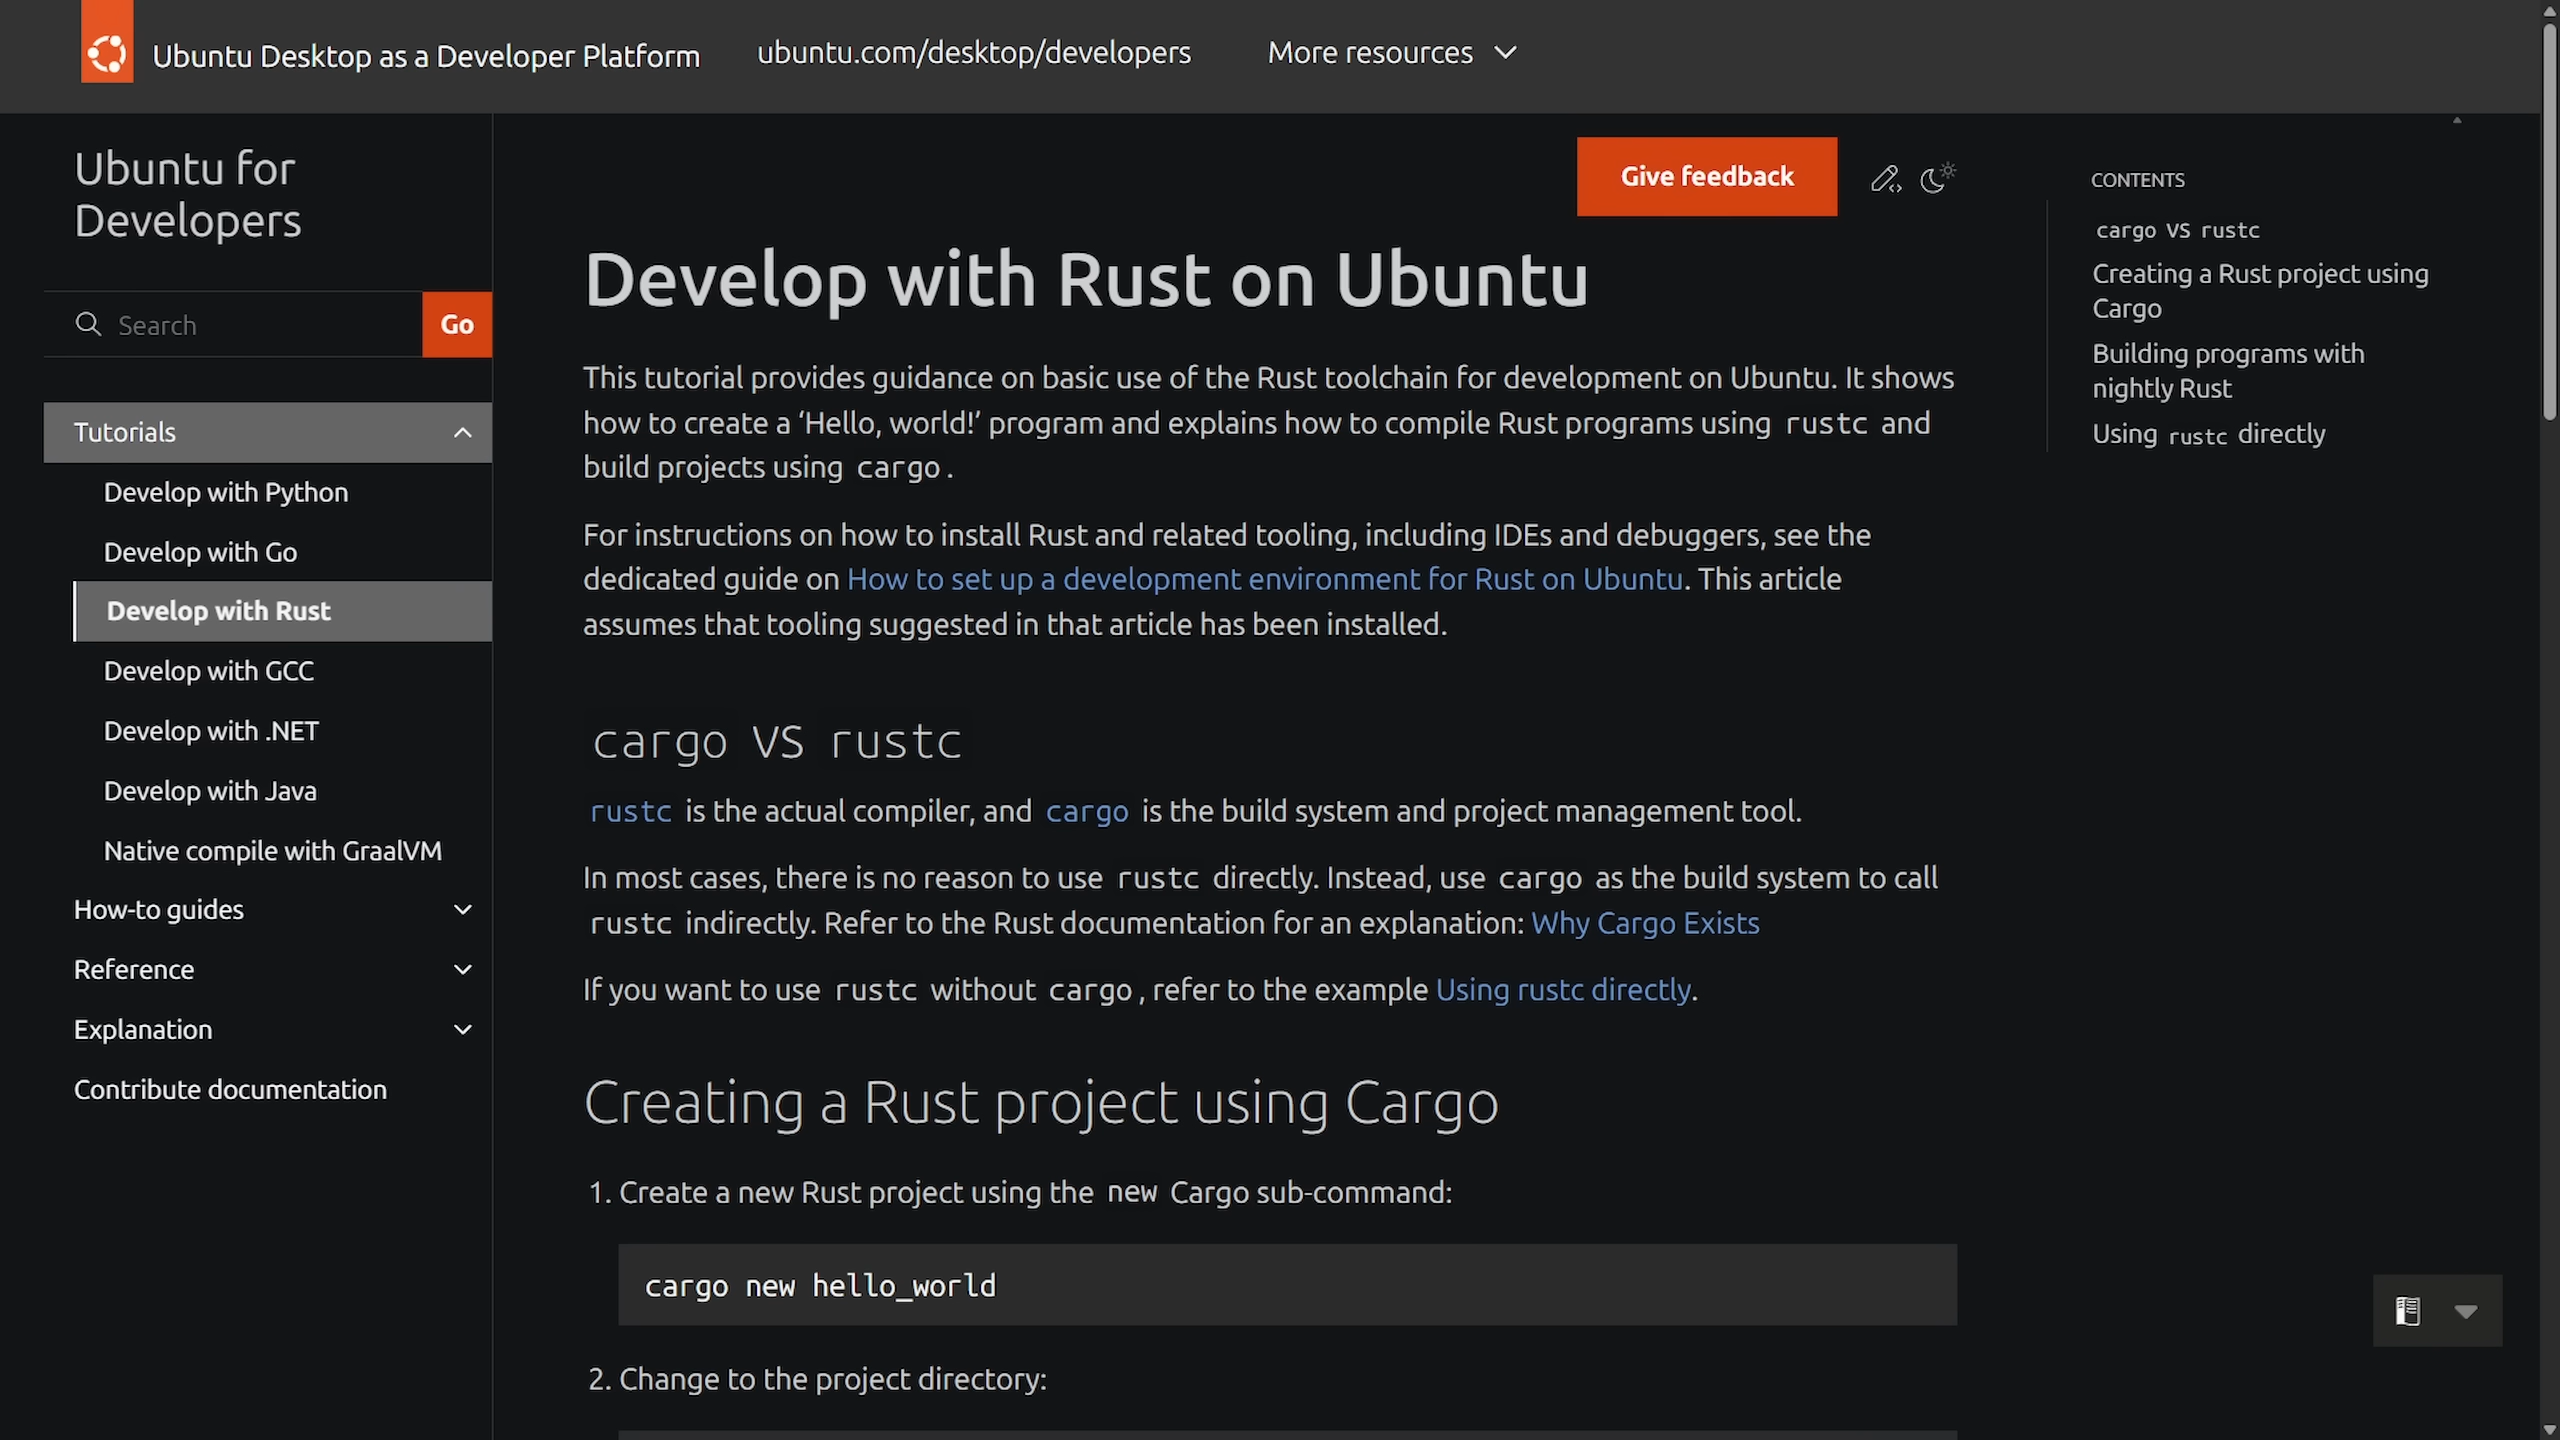 Ubuntu Desktop as a Developer Platform
ubuntu.com/desktop/developers
More resources
Ubuntu for
Developers
Search
Go
Tutorials
Develop with Python
Develop with Go
Develop with Rust
Develop with GCC
Develop with .NET
Develop with Java
Native compile with GraalVM
How-to guides
Reference
Explanation
Contribute documentation
Give feedback
Develop with Rust on Ubuntu
This tutorial provides guidance on basic use of the Rust toolchain for development on Ubuntu. It shows
how to create a ‘Hello, world!’ program and explains how to compile Rust programs using rustc and
build projects using cargo.
For instructions on how to install Rust and related tooling, including IDEs and debuggers, see the
dedicated guide on How to set up a development environment for Rust on Ubuntu. This article
assumes that tooling suggested in that article has been installed.
cargo VS rustc
rustc is the actual compiler, and cargo is the build system and project management tool.
In most cases, there is no reason to use rustc directly. Instead, use cargo as the build system to call
rustc indirectly. Refer to the Rust documentation for an explanation: Why Cargo Exists
If you want to use rustc without cargo, refer to the example Using rustc directly.
Creating a Rust project using Cargo
1. Create a new Rust project using the new Cargo sub-command:
cargo new hello_world
2. Change to the project directory:
CONTENTS
cargo VS rustc
Creating a Rust project using
Cargo
Building programs with
nightly Rust
Using rustc directly